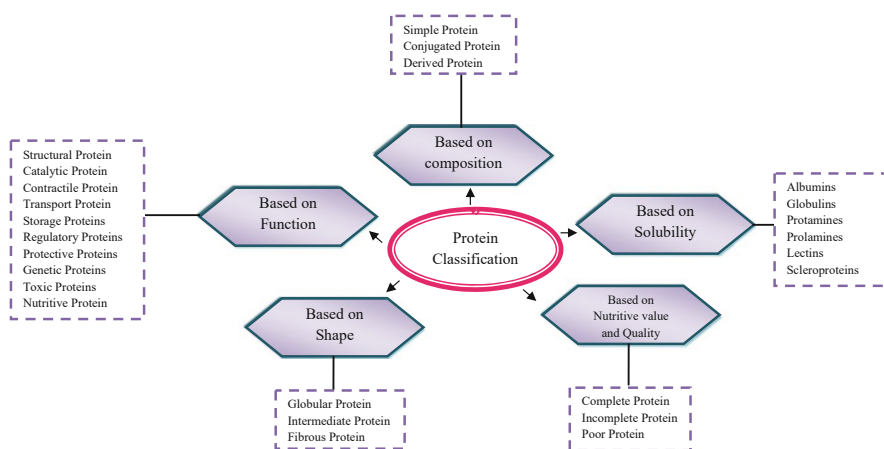 Simple Protein
Conjugated Protein
Derived Protein
Based on
composition
Structural Protein
Catalytic Protein
Contractile Protein
Transport Protein
Storage Proteins
Regulatory Proteins
Protective Proteins
Genetic Proteins
Toxic Proteins
Nutritive Protein
Based on
Function
Protein
Classification
Based on
Solubility
Albumins
Globulins
Protamines
Prolamines
Lectins
Scleroproteins
Based on
Shape
Based on
Nutritive value
and Quality
Globular Protein
Intermediate Protein
Fibrous Protein
Complete Protein
Incomplete Protein
Poor Protein